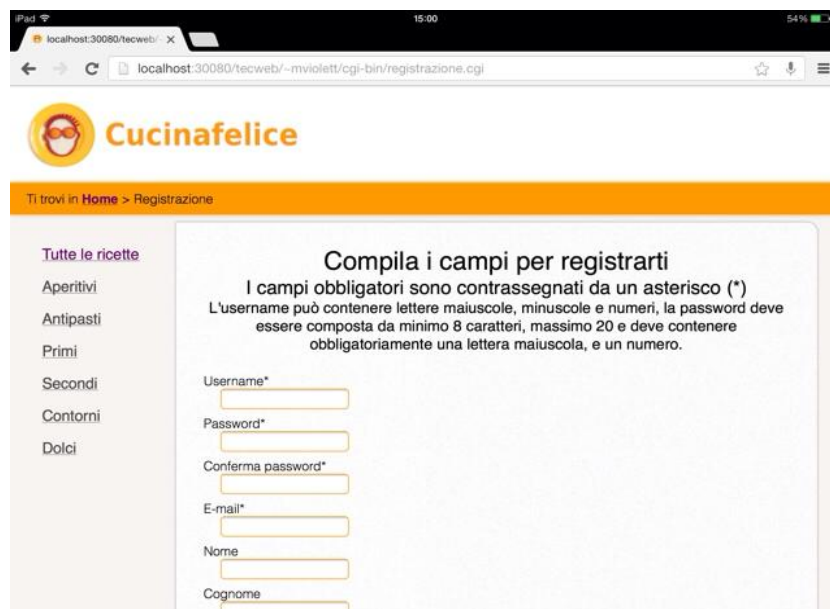 iPad
15:00
54%
localhost:30080/tecweb/-
localhost:30080/tecweb/~mviolett/cgi-bin/registrazione.cgi
Cucinafelice
Ti trovi in Home > Registrazione
Tutte le ricette
Aperitivi
Antipasti
Primi
Secondi
Contorni
Dolci
Compila i campi per registrarti
I campi obbligatori sono contrassegnati da un asterisco (*)
L'username può contenere lettere maiuscole, minuscole e numeri, la password deve
essere composta da minimo 8 caratteri, massimo 20 e deve contenere
obbligatoriamente una lettera maiuscola, e un numero.
Username*
Password*
Conferma password*
E-mail*
Nome
Cognome